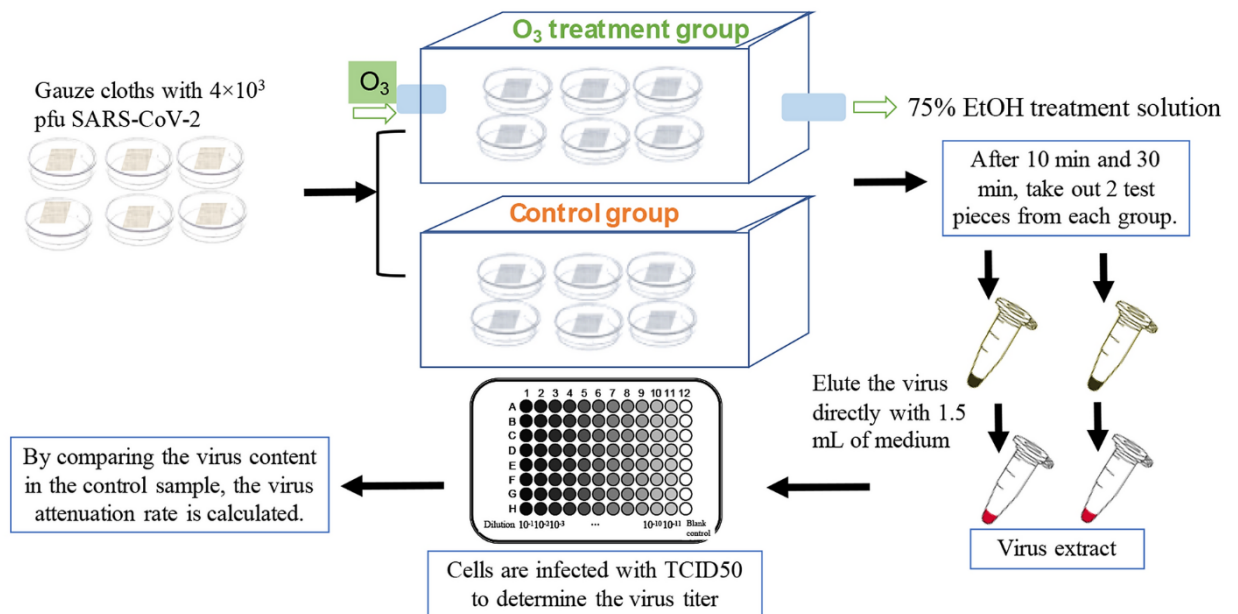 O₃ treatment group
O₃
Gauze cloths with 4×10³
pfu SARS-CoV-2
75% EtOH treatment solution
After 10 min and 30
min, take out 2 test
pieces from each group.
Control group
Elute the virus
directly with 1.5
mL of medium
Virus extract
1 2 3 4 5 6 7 8 9 10 11 12
A
B
C
D
E
F
G
H
Dilution 10⁻¹ 10⁻² 10⁻³ ... 10⁻¹⁰ 10⁻¹¹ Blank
control
Cells are infected with TCID50
to determine the virus titer
By comparing the virus content
in the control sample, the virus
attenuation rate is calculated.